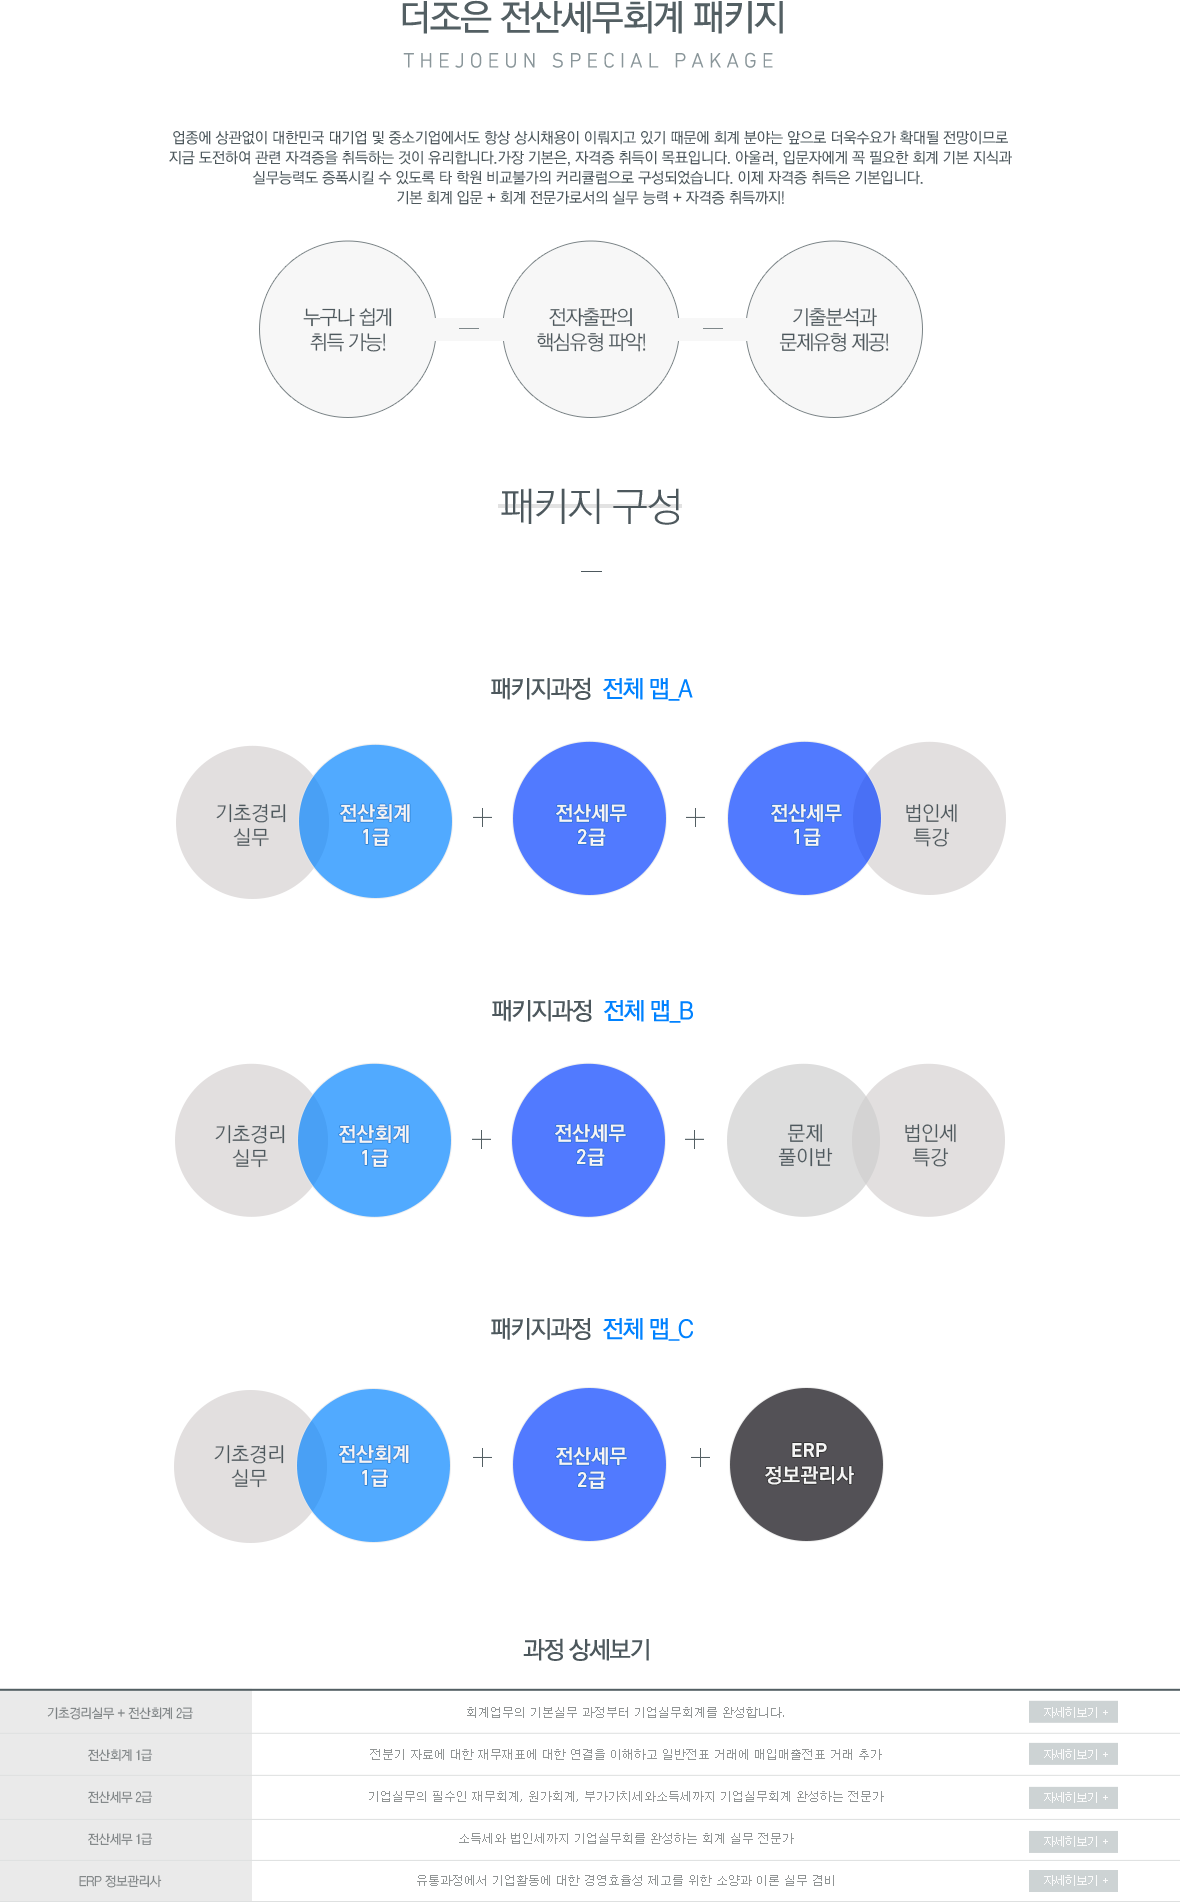 더조은 전산세무회계 패키지
THEJOEUN SPECIAL PAKAGE
업종에 상관없이 대한민국 대기업 및 중소기업에서도 항상 상시채용이 이뤄지고 있기 때문에 회계 분야는 앞으로 더욱수요가 확대될 전망이므로
지금 도전하여 관련 자격증을 취득하는 것이 유리합니다.가장 기본은, 자격증 취득이 목표입니다. 아울러, 입문자에게 꼭 필요한 회계 기본 지식과
실무능력도 증폭시킬 수 있도록 타 학원 비교불가의 커리큘럼으로 구성되었습니다. 이제 자격증 취득은 기본입니다.
기본 회계 입문 + 회계 전문가로서의 실무 능력 + 자격증 취득까지!
누구나 쉽게
취득 가능!
전자출판의
핵심유형 파악!
기출분석과
문제유형 제공!
패키지 구성
패키지과정 전체 맵_A
기초경리
실무
전산회계
1급
+
전산세무
2급
+
전산세무
1급
법인세
특강
패키지과정 전체 맵_B
기초경리
실무
전산회계
1급
+
전산세무
2급
+
문제
풀이반
법인세
특강
패키지과정 전체 맵_C
기초경리
실무
전산회계
1급
+
전산세무
2급
+
ERP
정보관리사
과정 상세보기
기초경리실무 + 전산회계 2급 회계업무의 기본실무 과정부터 기업실무회계를 완성합니다. 자세히보기 +
전산회계 1급 전분기 자료에 대한 재무재표에 대한 연결을 이해하고 일반전표 거래에 매입매출전표 거래 추가 자세히보기 +
전산세무 2급 기업실무의 필수인 재무회계, 원가회계, 부가가치세와소득세까지 기업실무회계 완성하는 전문가 자세히보기 +
전산세무 1급 소득세와 법인세까지 기업실무회를 완성하는 회계 실무 전문가 자세히보기 +
ERP 정보관리사 유통과정에서 기업활동에 대한 경영효율성 제고를 위한 소양과 이론 실무 겸비 자세히보기 +